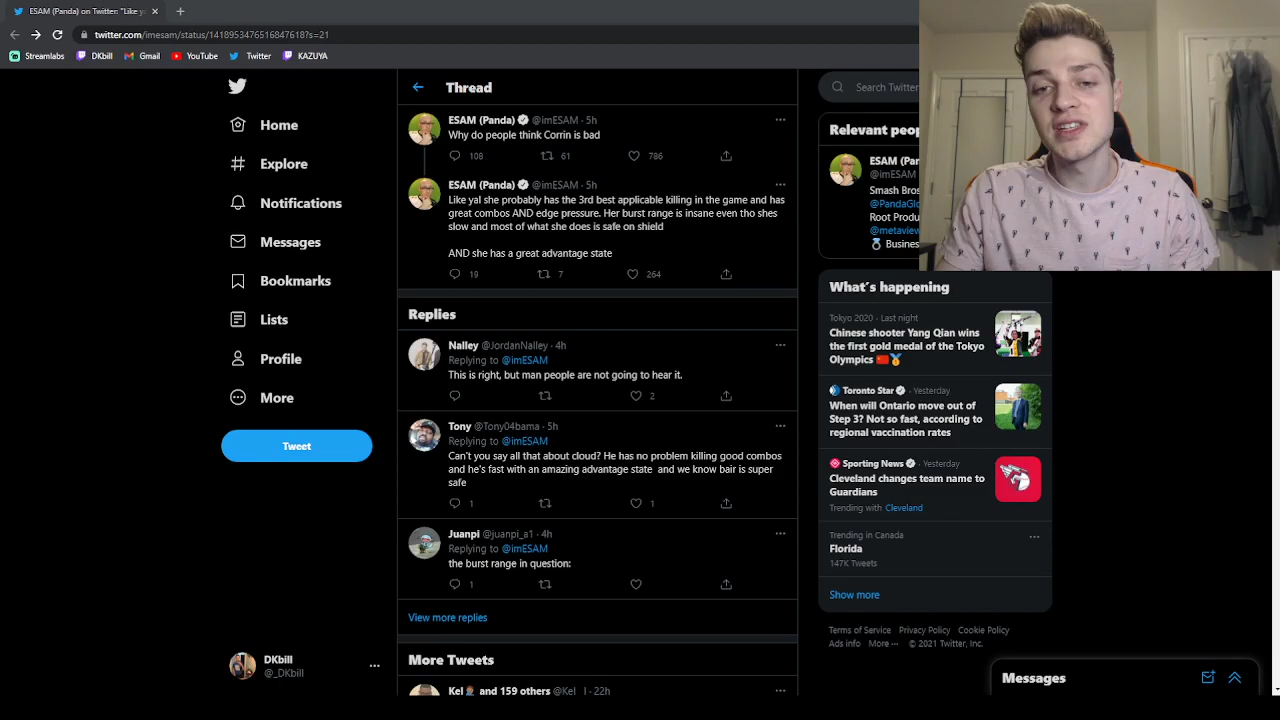 ESAM (Panda) on Twitter: "Like y
twitter.com/imesam/status/1418953476516847618?s=21
Streamlabs
DKbill
Gmail
YouTube
Twitter
KAZUYA
Home
Explore
Notifications
Messages
Bookmarks
Lists
Profile
More
Tweet
DKbill
@_DKbill
Thread
ESAM (Panda) @imESAM · 5h
Why do people think Corrin is bad
108 61 786
ESAM (Panda) @imESAM · 5h
Like yal she probably has the 3rd best applicable killing in the game and has
great combos AND edge pressure. Her burst range is insane even tho shes
slow and most of what she does is safe on shield
AND she has a great advantage state
19 7 264
Replies
Nalley @JordanNalley · 4h
Replying to @imESAM
This is right, but man people are not going to hear it.
2
Tony @Tony04bama · 5h
Replying to @imESAM
Can't you say all that about cloud? He has no problem killing good combos
and he's fast with an amazing advantage state and we know bair is super
safe
1 1
Juanpi @juanpi_a1 · 4h
Replying to @imESAM
the burst range in question:
1
View more replies
More Tweets
Kel and 159 others @Kel_l · 22h
Search Twitter
Relevant peop
ESAM (Pan
@imESAM
Smash Bros
@PandaGlo
Root Produ
@metaview
Busines
What's happening
Tokyo 2020 · Last night
Chinese shooter Yang Qian wins
the first gold medal of the Tokyo
Olympics
Toronto Star · Yesterday
When will Ontario move out of
Step 3? Not so fast, according to
regional vaccination rates
Sporting News · Yesterday
Cleveland changes team name to
Guardians
Trending with Cleveland
Trending in Canada
Florida
147K Tweets
Show more
Terms of Service Privacy Policy Cookie Policy
Ads info More © 2021 Twitter, Inc.
Messages